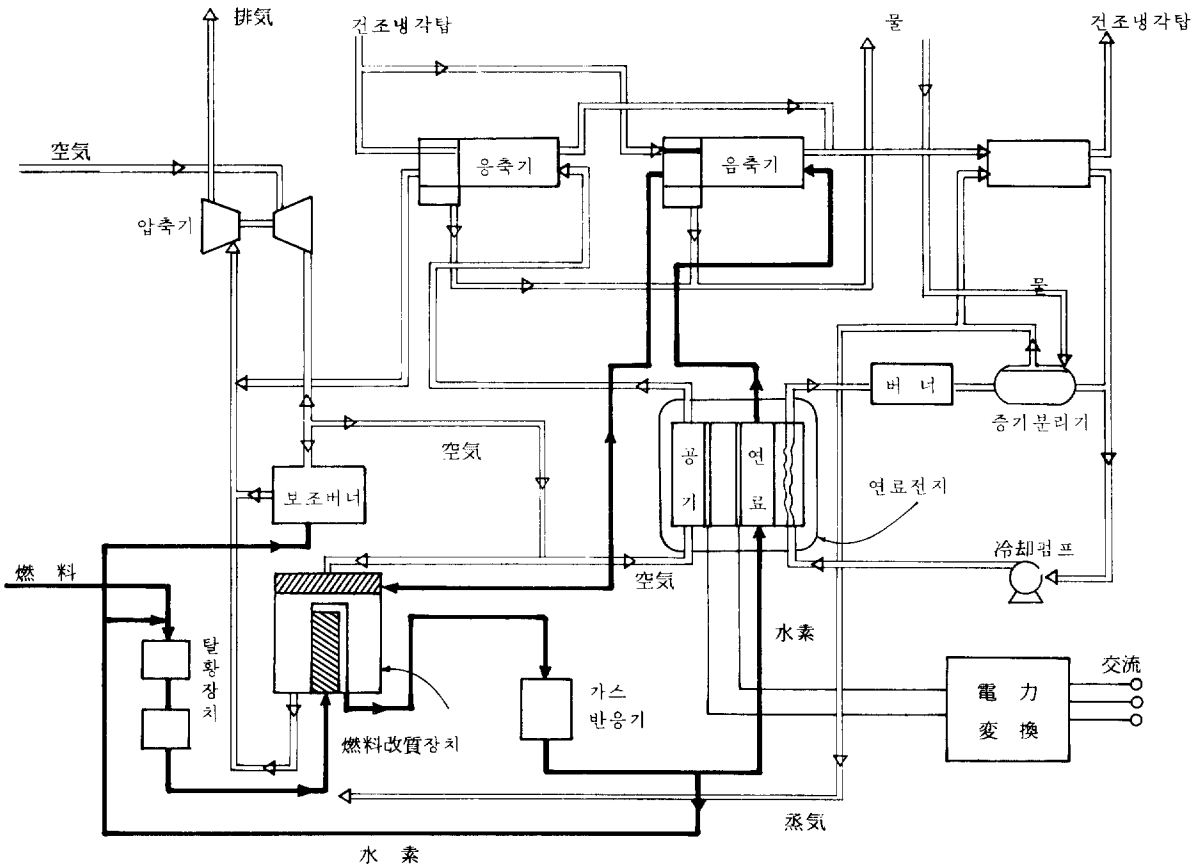 排気
건조냉각탑
물
건조냉각탑
空気
응축기
음축기
압축기
물
버너
증기분리기
空気
공기
연료
연료전지
보조버너
冷却펌프
燃料
空気
水素
탈황장치
가스
반응기
電力
変換
交流
燃料改質장치
蒸気
水素